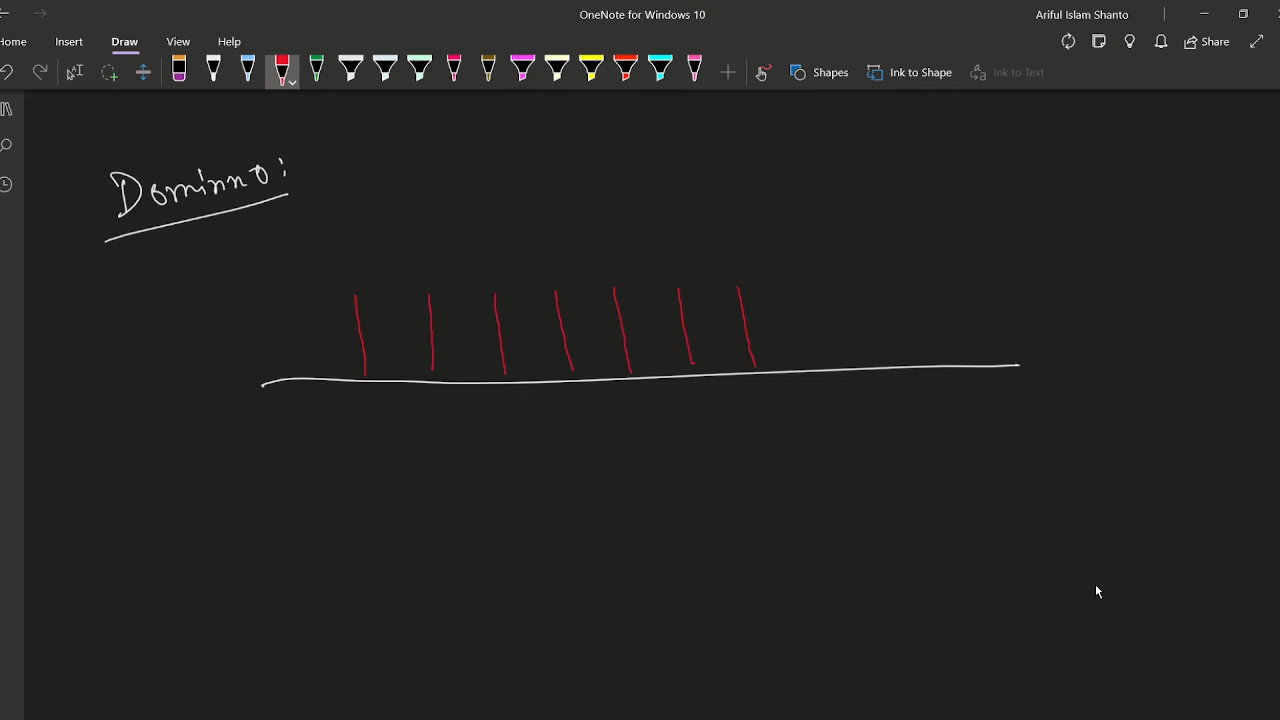 OneNote for Windows 10
Ariful Islam Shanto
Home Insert Draw View Help
Share
Shapes
Ink to Shape
Ink to Text
Dominno: